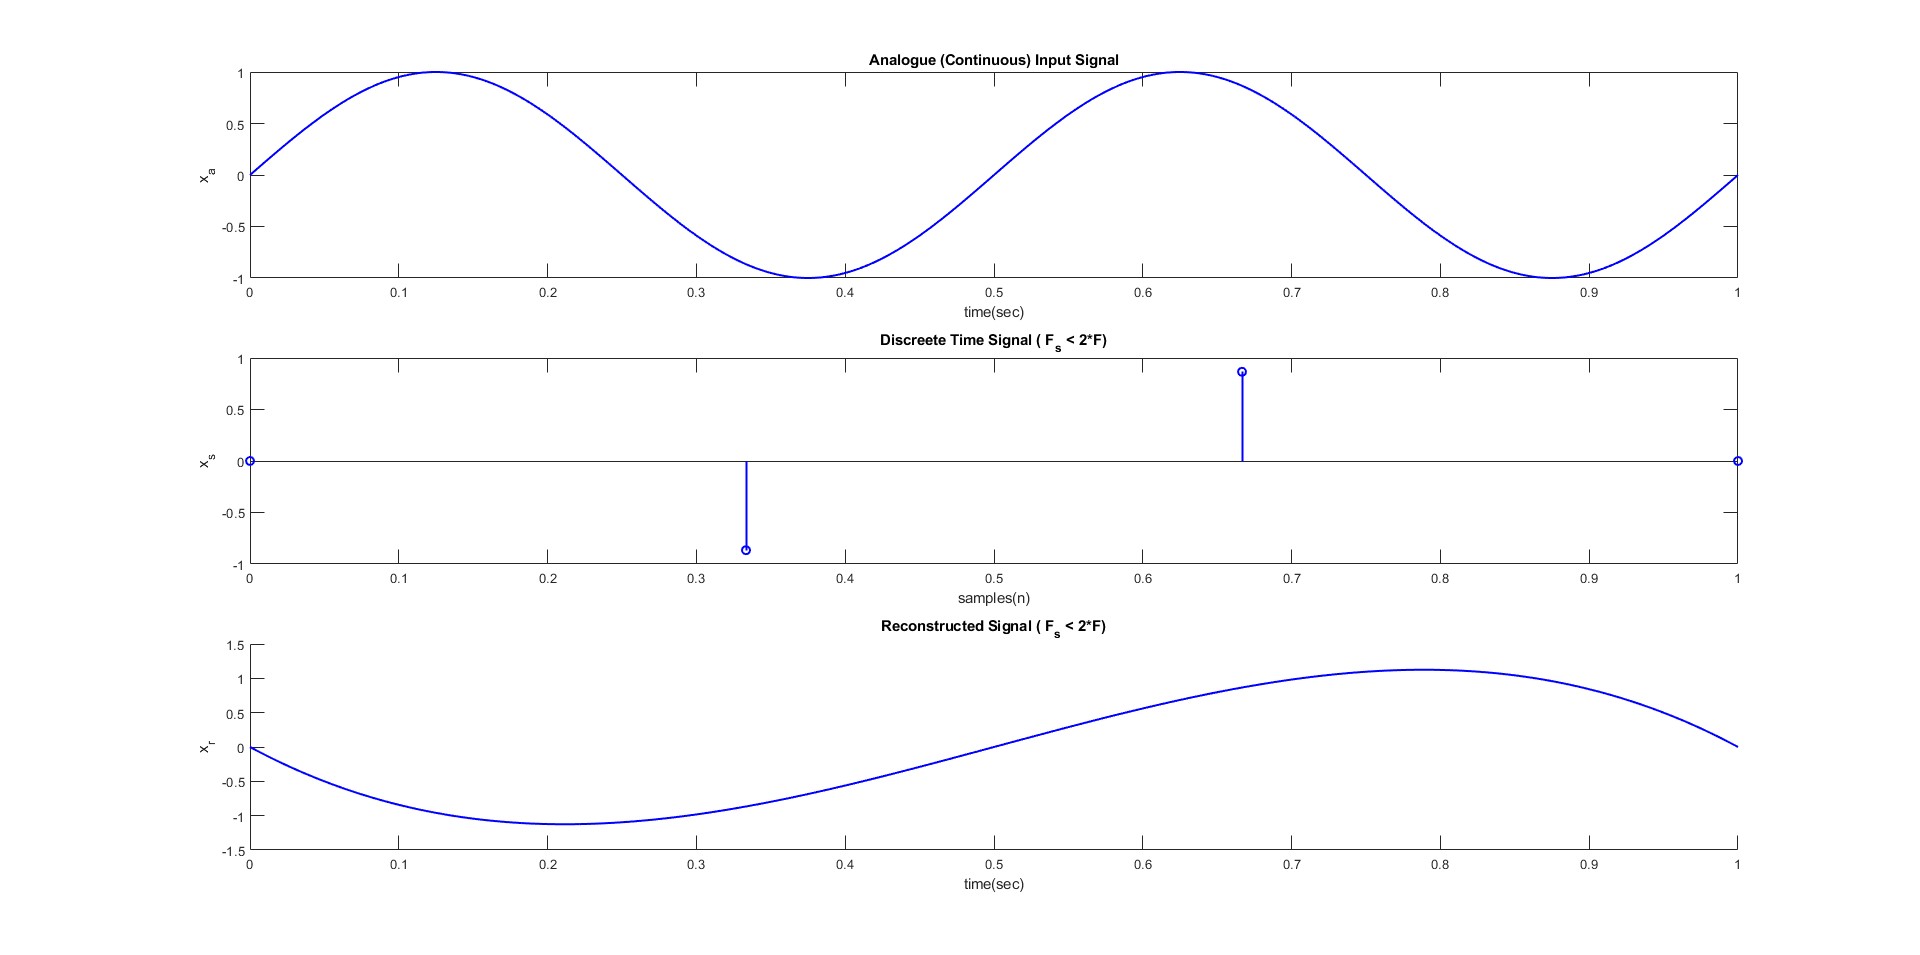 Analogue (Continuous) Input Signal
1
0.5
0
-0.5
-1
x_a
0 0.1 0.2 0.3 0.4 0.5 0.6 0.7 0.8 0.9 1
time(sec)
Discreete Time Signal ( F_s < 2*F)
1
0.5
0
-0.5
-1
x_s
0 0.1 0.2 0.3 0.4 0.5 0.6 0.7 0.8 0.9 1
samples(n)
Reconstructed Signal ( F_s < 2*F)
1.5
1
0.5
0
-0.5
-1
-1.5
x_r
0 0.1 0.2 0.3 0.4 0.5 0.6 0.7 0.8 0.9 1
time(sec)